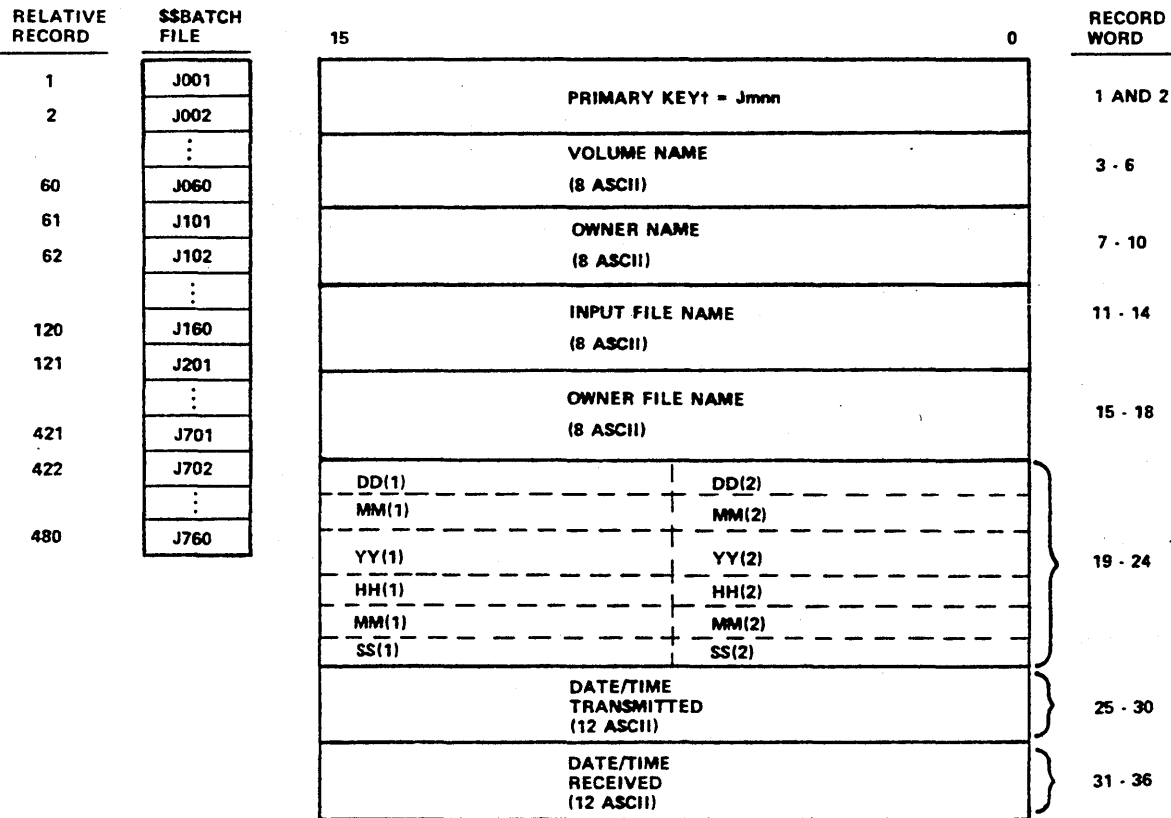 RELATIVE RECORD
$$BATCH FILE
15
0
RECORD WORD
1
J001
PRIMARY KEY† = Jmnn
1 AND 2
2
J002
VOLUME NAME
(8 ASCII)
3 - 6
60
J060
61
J101
OWNER NAME
(8 ASCII)
7 - 10
62
J102
INPUT FILE NAME
(8 ASCII)
11 - 14
120
J160
121
J201
OWNER FILE NAME
(8 ASCII)
15 - 18
421
J701
422
J702
480
J760
DD(1) DD(2)
MM(1) MM(2)
YY(1) YY(2)
HH(1) HH(2)
MM(1) MM(2)
SS(1) SS(2)
19 - 24
DATE/TIME
TRANSMITTED
(12 ASCII)
25 - 30
DATE/TIME
RECEIVED
(12 ASCII)
31 - 36